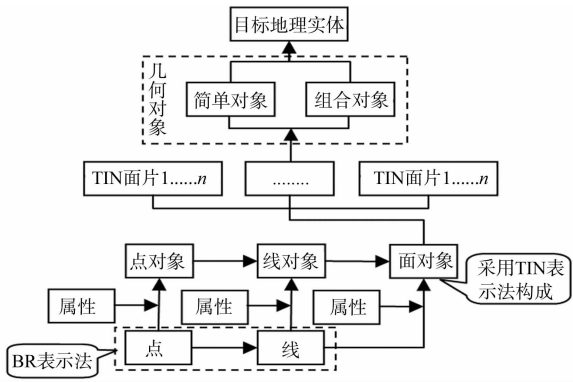 目标地理实体
几何对象
简单对象
组合对象
TIN面片1......n
........
TIN面片1......n
点对象
线对象
面对象
采用TIN表
示法构成
属性
属性
属性
BR表示法
点
线